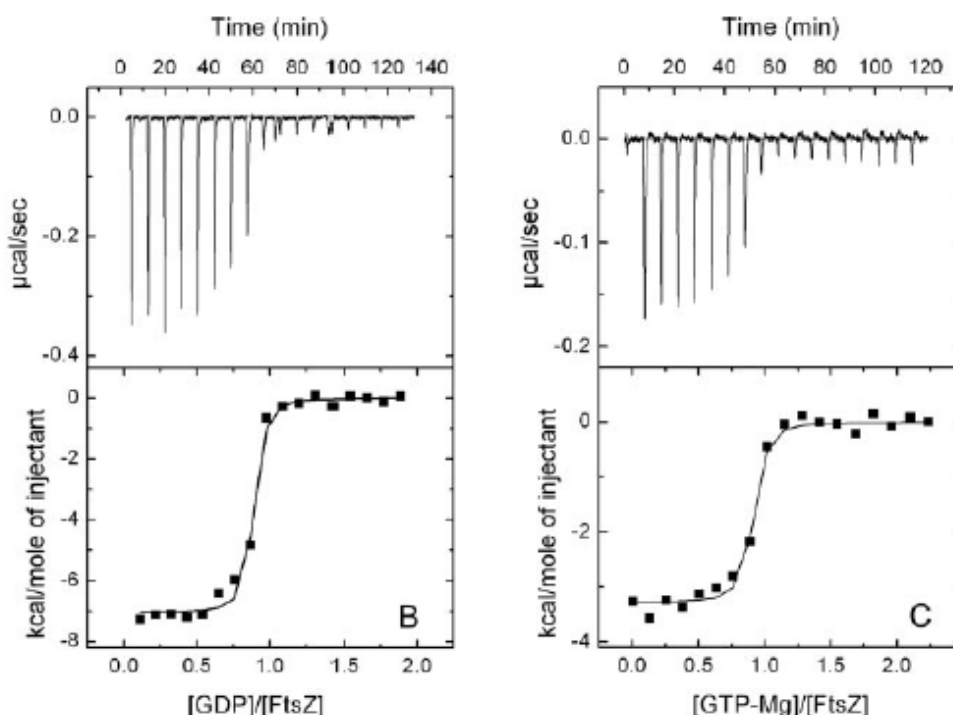 Time (min)
0 20 40 60 80 100 120 140
0.0
-0.2
-0.4
µcal/sec
0
-2
-4
-6
-8
kcal/mole of injectant
B
0.0 0.5 1.0 1.5 2.0
[GDP]/[FtsZ]
Time (min)
0 20 40 60 80 100 120
0.0
-0.1
-0.2
µcal/sec
0
-2
-4
kcal/mole of injectant
C
0.0 0.5 1.0 1.5 2.0
[GTP-Mg]/[FtsZ]